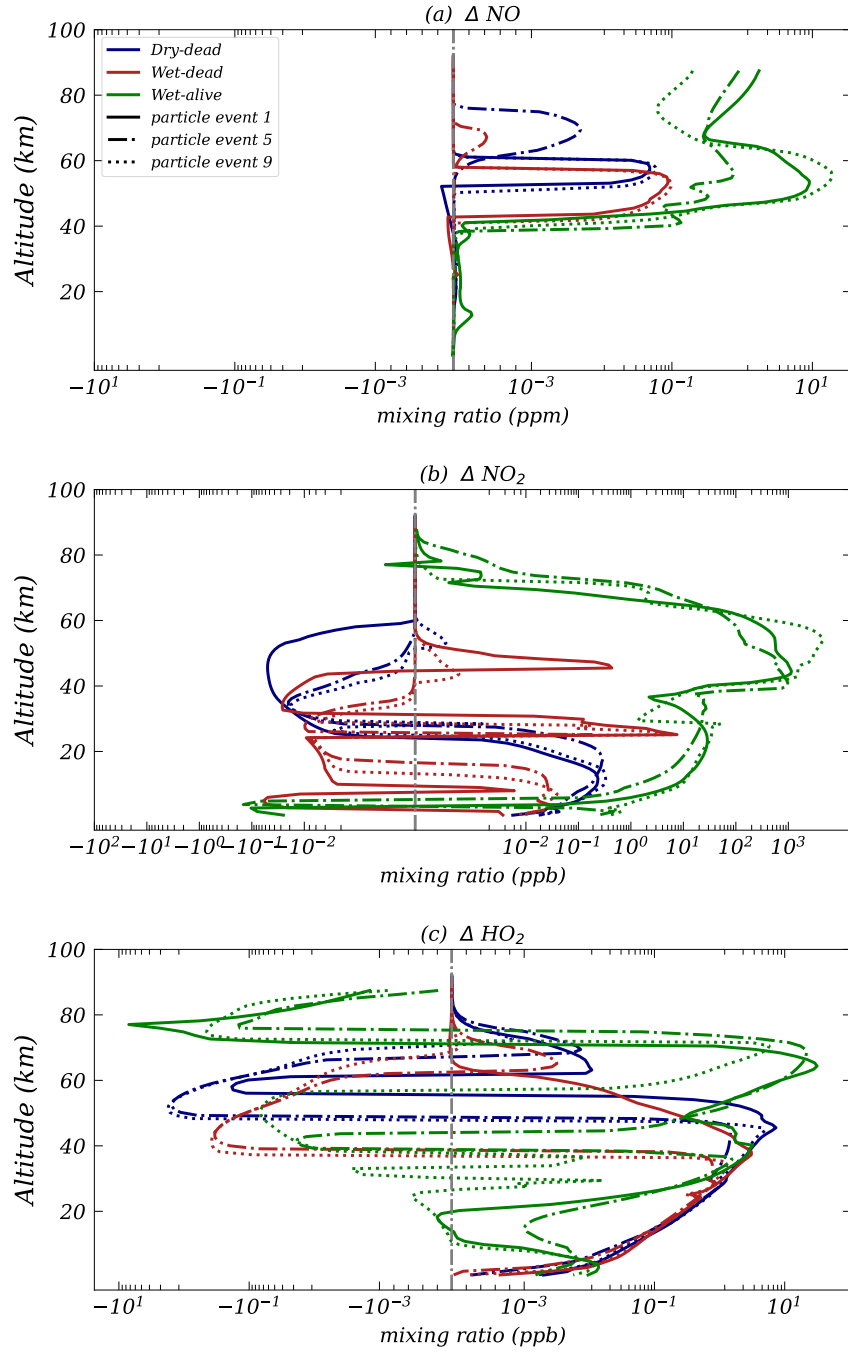 (a) Δ NO
100
80
60
40
20
Altitude (km)
Dry-dead
Wet-dead
Wet-alive
particle event 1
particle event 5
particle event 9
−10¹ −10⁻¹ −10⁻³ 10⁻³ 10⁻¹ 10¹
mixing ratio (ppm)
(b) Δ NO₂
100
80
60
40
20
Altitude (km)
−10² −10¹ −10⁰ −10⁻¹ −10⁻² 10⁻² 10⁻¹ 10⁰ 10¹ 10² 10³
mixing ratio (ppb)
(c) Δ HO₂
100
80
60
40
20
Altitude (km)
−10¹ −10⁻¹ −10⁻³ 10⁻³ 10⁻¹ 10¹
mixing ratio (ppb)